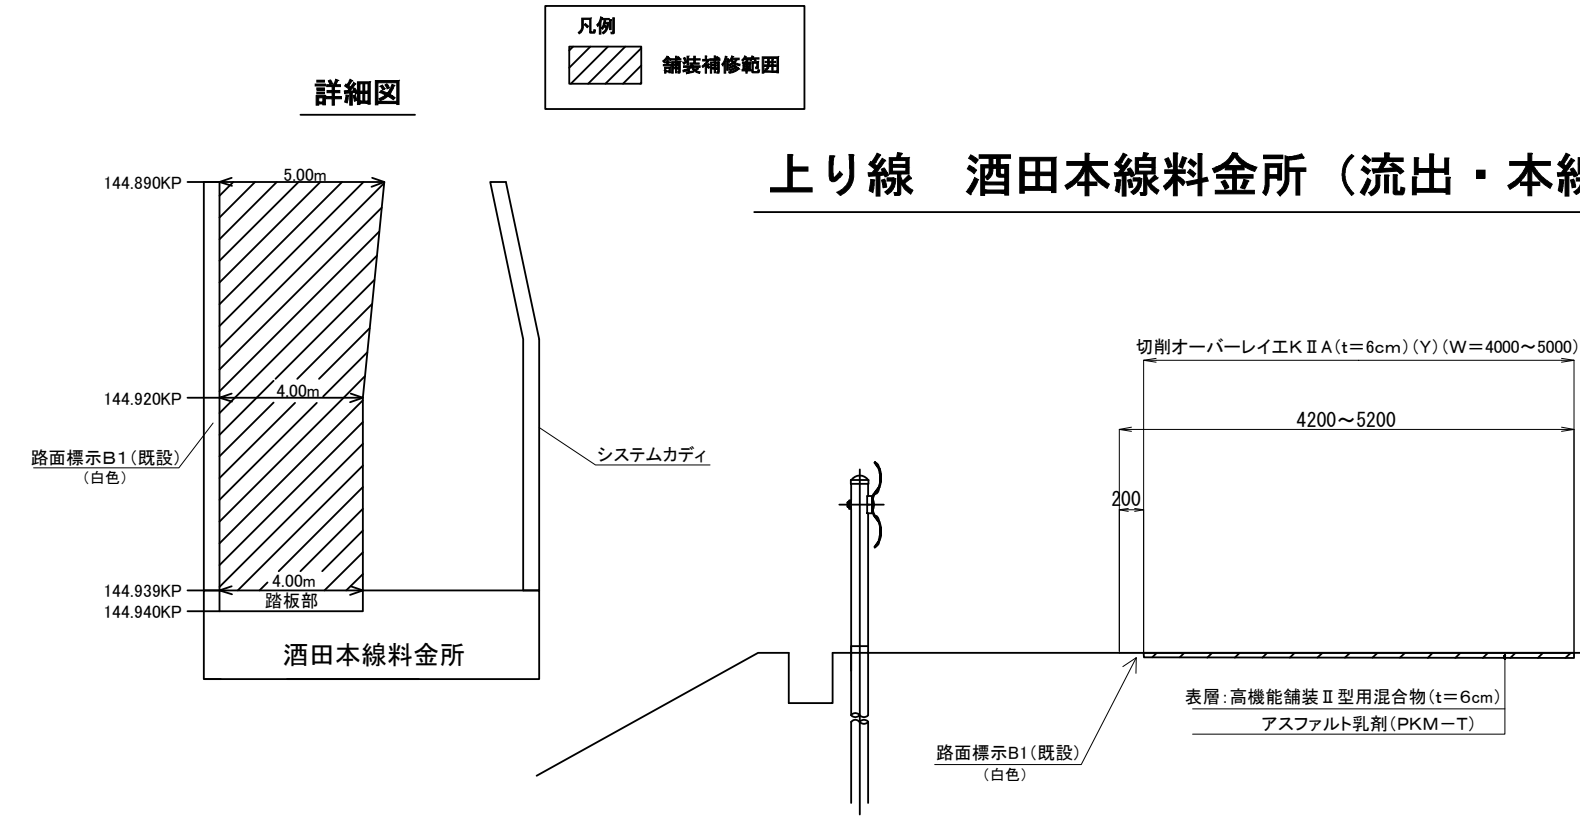 凡例
舗装補修範囲
詳細図
上り線　酒田本線料金所（流出・本線
144.890KP
5.00m
144.920KP
4.00m
路面標示B1(既設)
(白色)
システムカディ
144.939KP
4.00m
踏板部
144.940KP
酒田本線料金所
切削オーバーレイ工KⅡA(t=6cm)(Y)(W=4000～5000)
4200～5200
200
表層:高機能舗装Ⅱ型用混合物(t=6cm)
アスファルト乳剤(PKM-T)
路面標示B1(既設)
(白色)